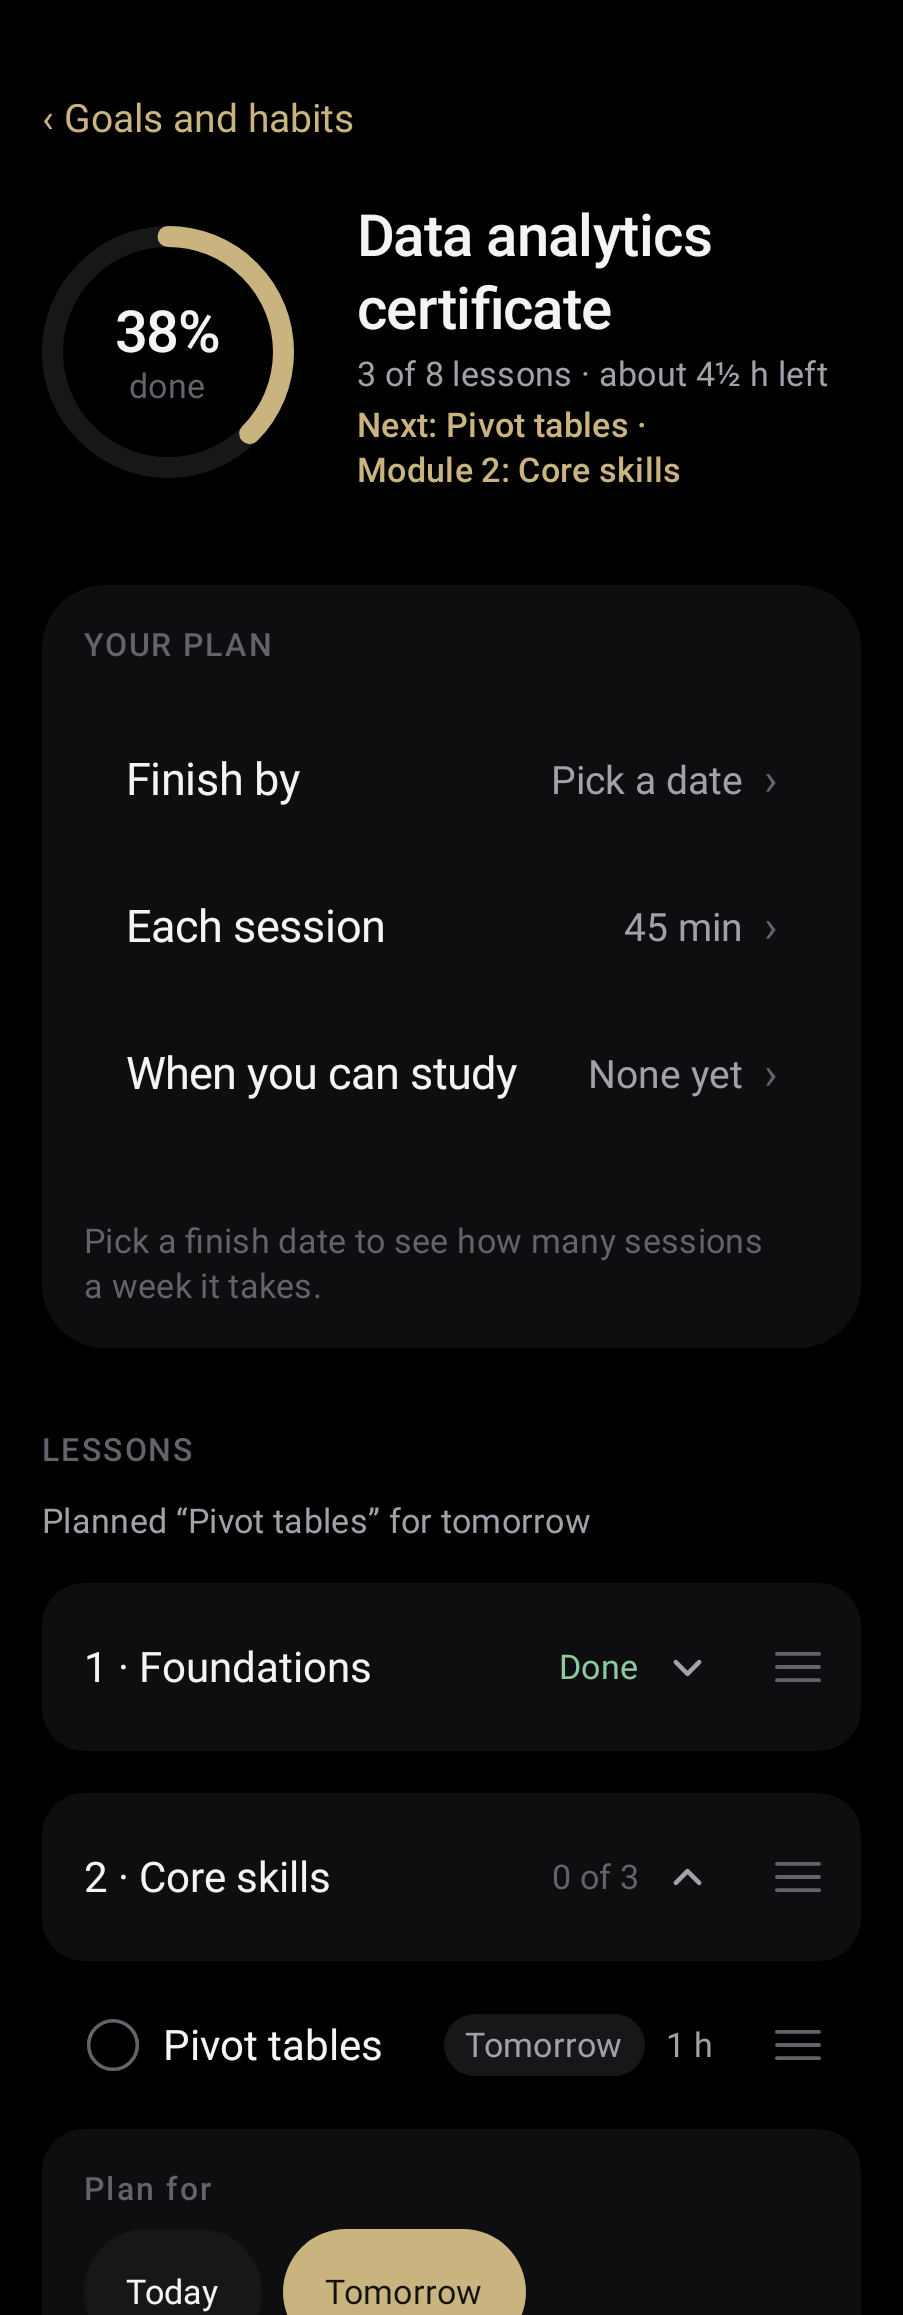 ‹ Goals and habits
38%
done
Data analytics
certificate
3 of 8 lessons · about 4½ h left
Next: Pivot tables ·
Module 2: Core skills
YOUR PLAN
Finish by Pick a date ›
Each session 45 min ›
When you can study None yet ›
Pick a finish date to see how many sessions
a week it takes.
LESSONS
Planned “Pivot tables” for tomorrow
1 · Foundations Done
2 · Core skills 0 of 3
Pivot tables Tomorrow 1 h
Plan for
Today Tomorrow